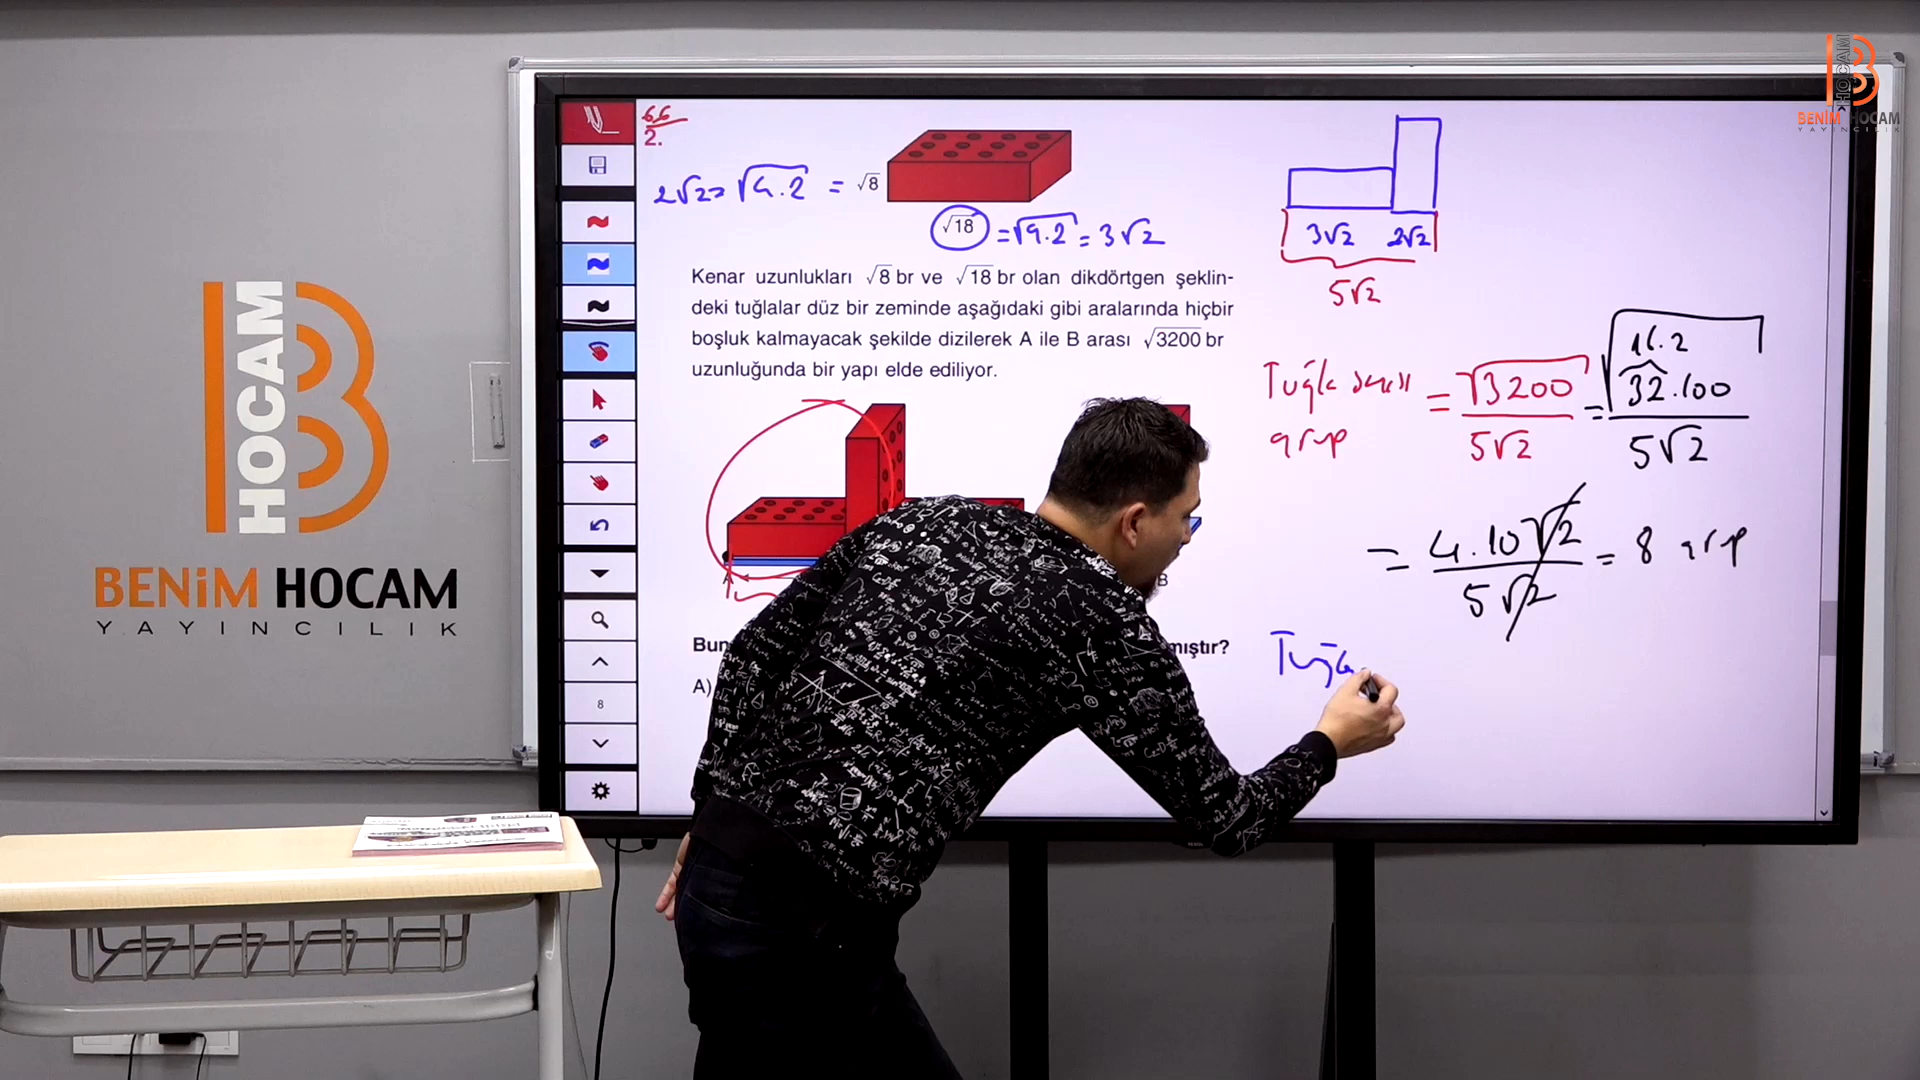 HOCAM
BENİM HOCAM
YAYINCILIK
HOCAM
BENİM HOCAM
YAYINCILIK
66
2.
2√2 = √4.2 = √8
√18 = √9.2 = 3√2
Kenar uzunlukları √8 br ve √18 br olan dikdörtgen şeklin-
deki tuğlalar düz bir zeminde aşağıdaki gibi aralarında hiçbir
boşluk kalmayacak şekilde dizilerek A ile B arası √3200 br
uzunluğunda bir yapı elde ediliyor.
A
B
Bun
mıştır?
A)
3√2 2√2
5√2
Tuğla sayısı grup = √3200 / 5√2 = √32.100 / 5√2
16.2
= 4.10√2 / 5√2 = 8 grup
Tuğla
8